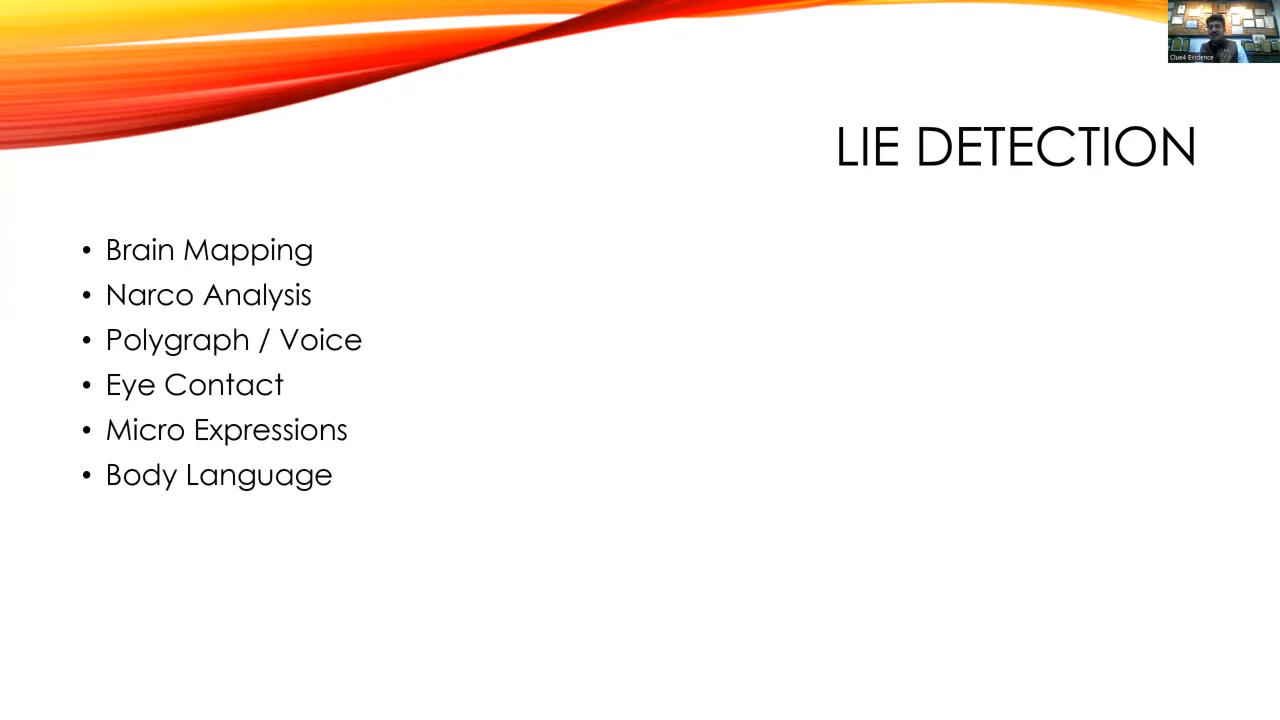 Clue4 Evidence
LIE DETECTION
• Brain Mapping
• Narco Analysis
• Polygraph / Voice
• Eye Contact
• Micro Expressions
• Body Language